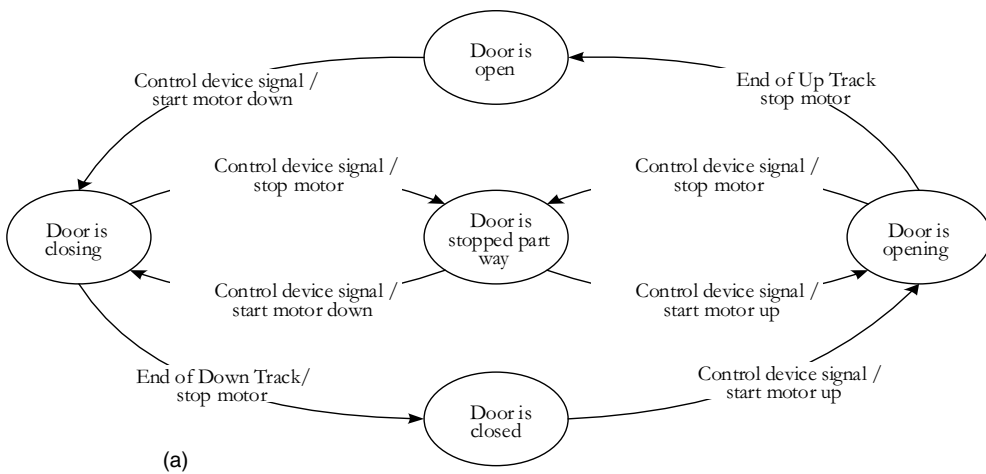 Door is
open
Control device signal /
start motor down
End of Up Track
stop motor
Control device signal /
stop motor
Control device signal /
stop motor
Door is
closing
Door is
stopped part
way
Door is
opening
Control device signal /
start motor down
Control device signal /
start motor up
End of Down Track/
stop motor
Control device signal /
start motor up
Door is
closed
(a)